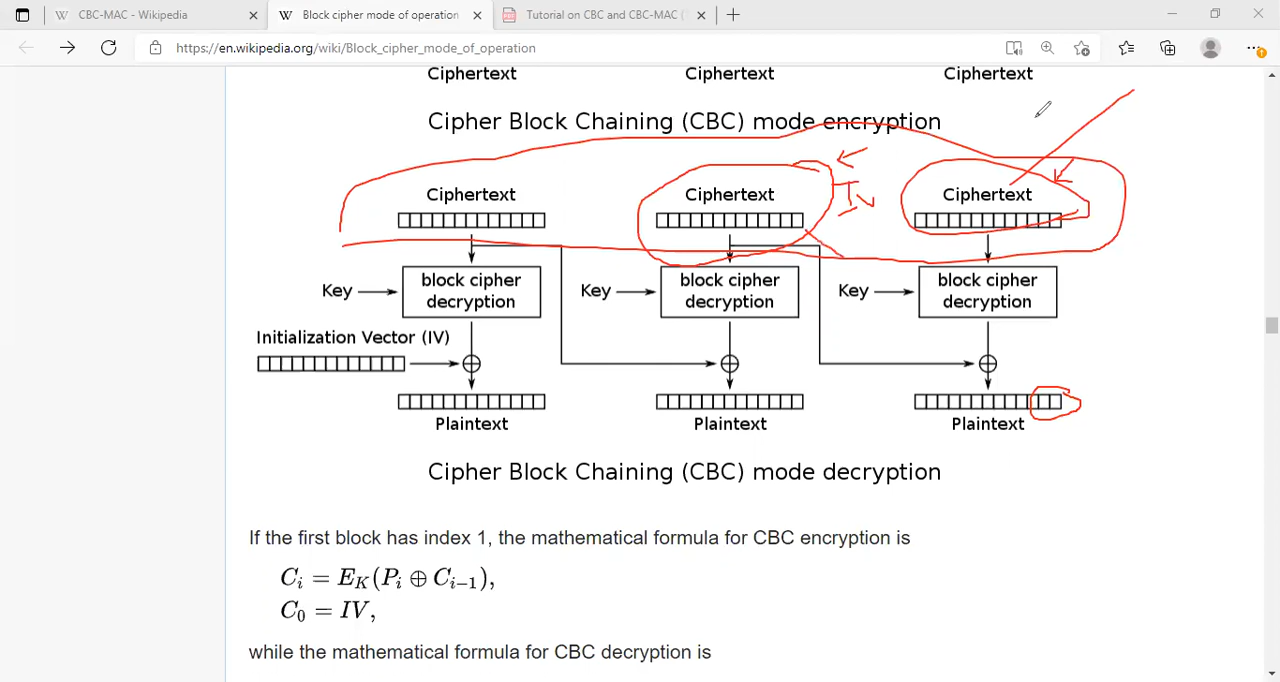 CBC-MAC - Wikipedia
Block cipher mode of operation
Tutorial on CBC and CBC-MAC (
https://en.wikipedia.org/wiki/Block_cipher_mode_of_operation
Ciphertext Ciphertext Ciphertext
Cipher Block Chaining (CBC) mode encryption
Ciphertext Ciphertext Ciphertext
IV
Key block cipher decryption Key block cipher decryption Key block cipher decryption
Initialization Vector (IV)
Plaintext Plaintext Plaintext
Cipher Block Chaining (CBC) mode decryption
If the first block has index 1, the mathematical formula for CBC encryption is
C_i = E_K(P_i ⊕ C_{i−1}),
C_0 = IV,
while the mathematical formula for CBC decryption is